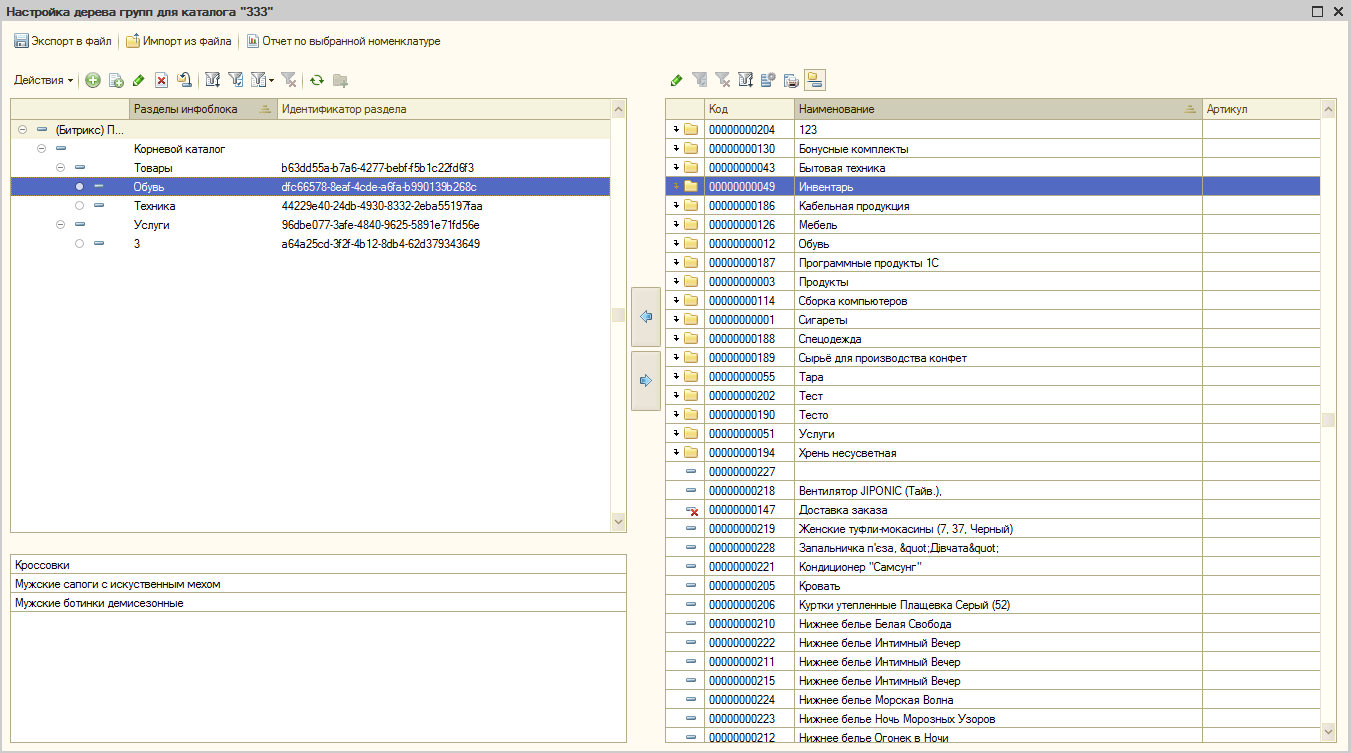 Настройка дерева групп для каталога "333"
Экспорт в файл Импорт из файла Отчет по выбранной номенклатуре
Действия
Разделы инфоблока Идентификатор раздела
(Битрикс) П...
Корневой каталог
Товары b63dd55a-b7a6-4277-bebf-f5b1c22fd6f3
Обувь dfc66578-8eaf-4cde-a6fa-b990139b268c
Техника 44229e40-24db-4930-8332-2eba55197faa
Услуги 96dbe077-3afe-4840-9625-5891e71fd56e
3 a64a25cd-3f2f-4b12-8db4-62d379343649
Кроссовки
Мужские сапоги с искуственным мехом
Мужские ботинки демисезонные
Код Наименование Артикул
00000000204 123
00000000130 Бонусные комплекты
00000000043 Бытовая техника
00000000049 Инвентарь
00000000186 Кабельная продукция
00000000126 Мебель
00000000012 Обувь
00000000187 Программные продукты 1С
00000000003 Продукты
00000000114 Сборка компьютеров
00000000001 Сигареты
00000000188 Спецодежда
00000000189 Сырьё для производства конфет
00000000055 Тара
00000000202 Тест
00000000190 Тесто
00000000051 Услуги
00000000194 Хрень несусветная
00000000227
00000000218 Вентилятор JIPONIC (Тайв.),
00000000147 Доставка заказа
00000000219 Женские туфли-мокасины (7, 37, Черный)
00000000228 Запальничка п'єза, &quot;Дівчата&quot;
00000000221 Кондиционер "Самсунг"
00000000205 Кровать
00000000206 Куртки утепленные Плащевка Серый (52)
00000000210 Нижнее белье Белая Свобода
00000000222 Нижнее белье Интимный Вечер
00000000211 Нижнее белье Интимный Вечер
00000000215 Нижнее белье Интимный Вечер
00000000224 Нижнее белье Морская Волна
00000000223 Нижнее белье Ночь Морозных Узоров
00000000212 Нижнее белье Огонек в Ночи